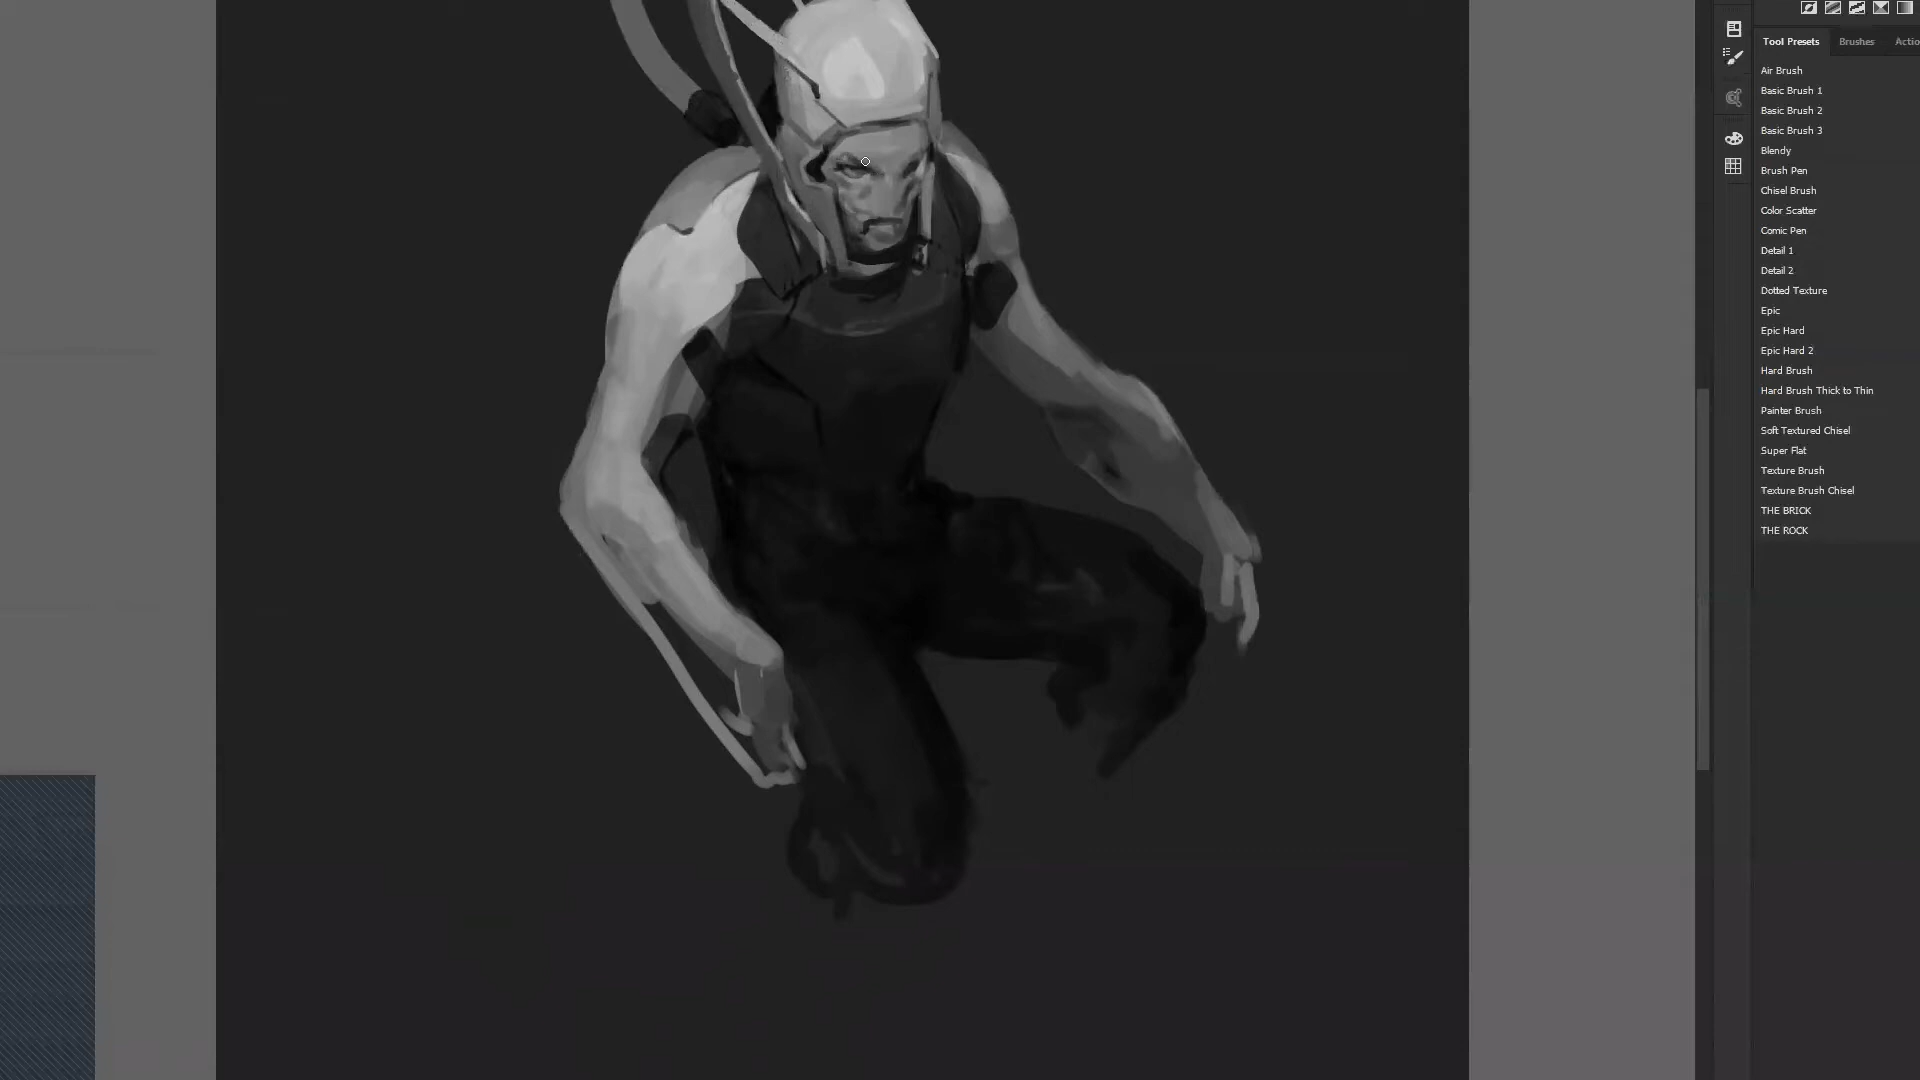 Tool Presets
Brushes
Actio
Air Brush
Basic Brush 1
Basic Brush 2
Basic Brush 3
Blendy
Brush Pen
Chisel Brush
Color Scatter
Comic Pen
Detail 1
Detail 2
Dotted Texture
Epic
Epic Hard
Epic Hard 2
Hard Brush
Hard Brush Thick to Thin
Painter Brush
Soft Textured Chisel
Super Flat
Texture Brush
Texture Brush Chisel
THE BRICK
THE ROCK